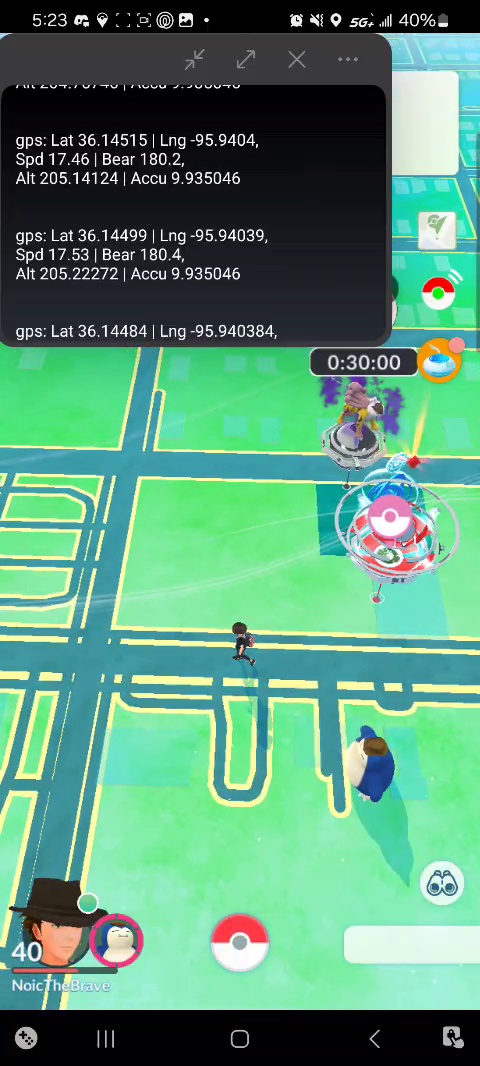 5:23
5G+
40%
gps: Lat 36.14515 | Lng -95.9404,
Spd 17.46 | Bear 180.2,
Alt 205.14124 | Accu 9.935046
gps: Lat 36.14499 | Lng -95.94039,
Spd 17.53 | Bear 180.4,
Alt 205.22272 | Accu 9.935046
gps: Lat 36.14484 | Lng -95.940384,
0:30:00
40
NoicTheBrave